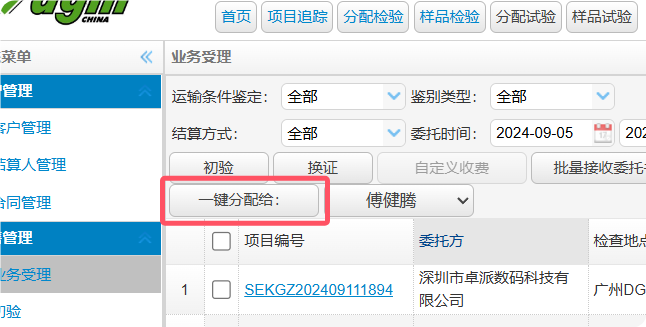 CHINA
首页 项目追踪 分配检验 样品检验 分配试验 样品试验
菜单 业务受理
管理
运输条件鉴定: 全部 鉴别类型: 全部
客户管理
结算方式: 全部 委托时间: 2024-09-05 202
结算人管理
初验 换证 自定义收费 批量接收委托
合同管理
一键分配给: 傅健腾
管理
项目编号 委托方 检查地点
业务受理
1 SEKGZ202409111894 深圳市卓派数码科技有限公司 广州DG
初验